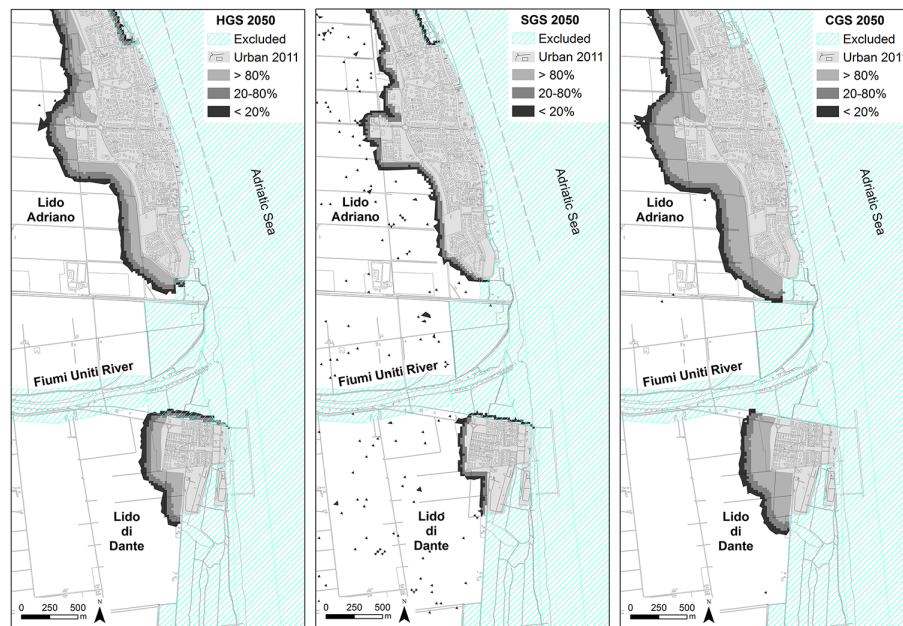 HGS 2050
Excluded
Urban 2011
> 80%
20-80%
< 20%
Lido
Adriano
Adriatic Sea
Fiumi Uniti River
Lido
di
Dante
0 250 500
m
N
SGS 2050
Excluded
Urban 2011
> 80%
20-80%
< 20%
Lido
Adriano
Adriatic Sea
Fiumi Uniti River
Lido
di
Dante
0 250 500
m
N
CGS 2050
Excluded
Urban 2011
> 80%
20-80%
< 20%
Lido
Adriano
Adriatic Sea
Fiumi Uniti River
Lido
di
Dante
0 250 500
m
N